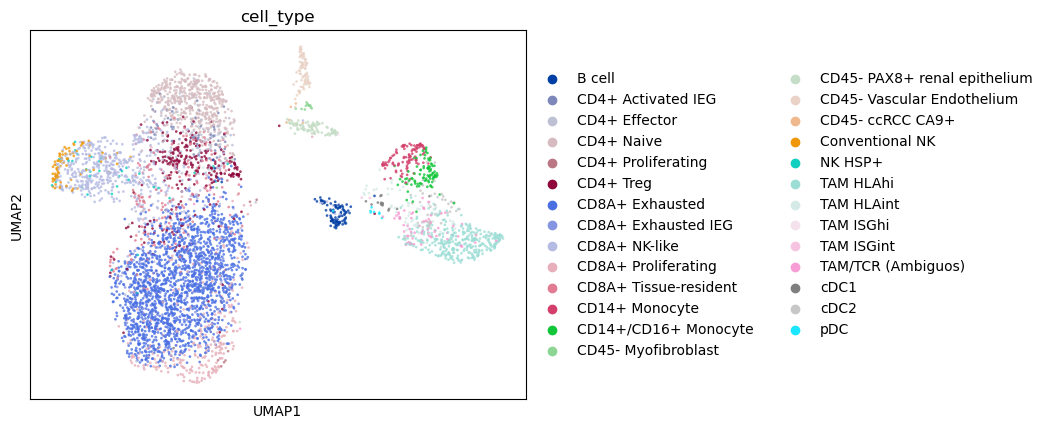 cell_type
UMAP2
UMAP1
B cell
CD4+ Activated IEG
CD4+ Effector
CD4+ Naive
CD4+ Proliferating
CD4+ Treg
CD8A+ Exhausted
CD8A+ Exhausted IEG
CD8A+ NK-like
CD8A+ Proliferating
CD8A+ Tissue-resident
CD14+ Monocyte
CD14+/CD16+ Monocyte
CD45- Myofibroblast
CD45- PAX8+ renal epithelium
CD45- Vascular Endothelium
CD45- ccRCC CA9+
Conventional NK
NK HSP+
TAM HLAhi
TAM HLAint
TAM ISGhi
TAM ISGint
TAM/TCR (Ambiguos)
cDC1
cDC2
pDC